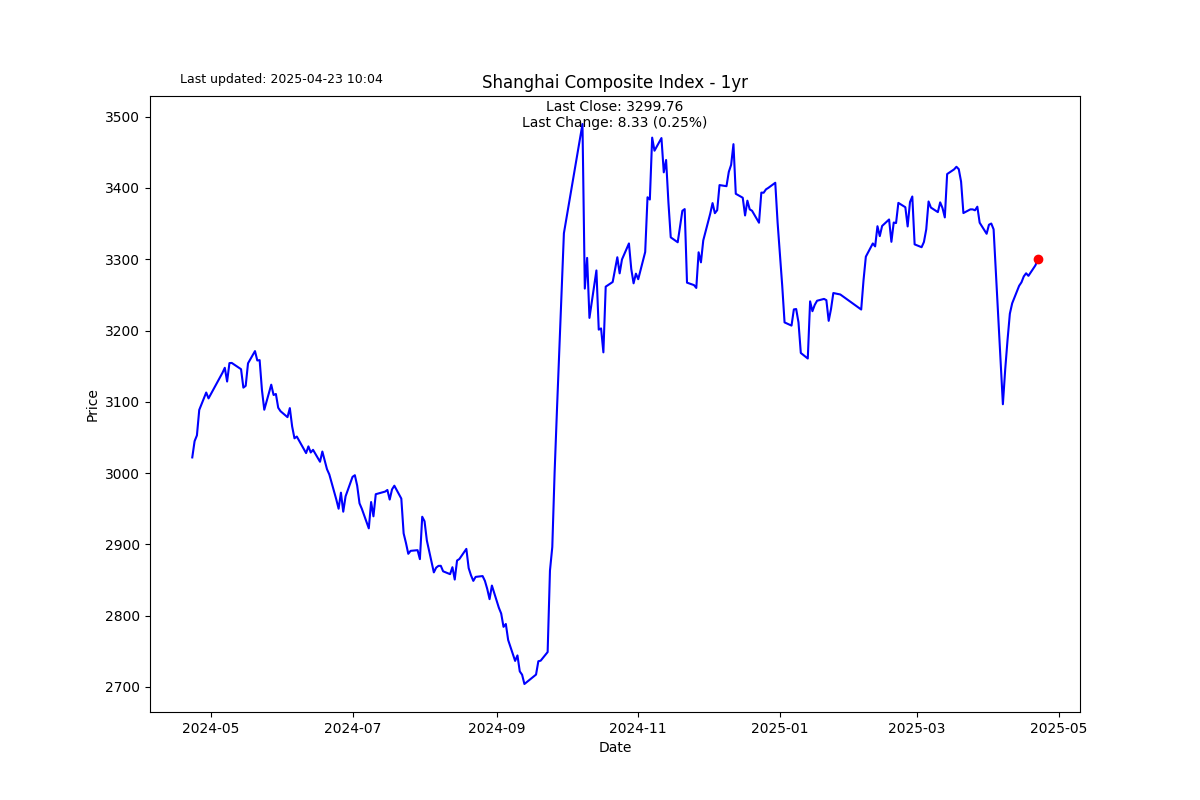 Last updated: 2025-04-23 10:04
Shanghai Composite Index - 1yr
Last Close: 3299.76
Last Change: 8.33 (0.25%)
3500
3400
3300
3200
3100
3000
2900
2800
2700
Price
2024-05
2024-07
2024-09
2024-11
2025-01
2025-03
2025-05
Date